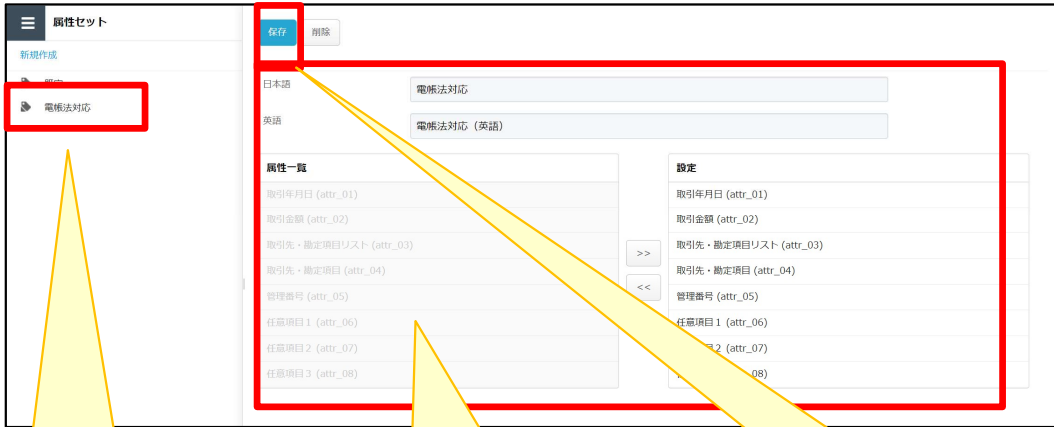 属性セット
新規作成
電帳法対応
保存
削除
日本語
電帳法対応
英語
電帳法対応（英語）
属性一覧
取引年月日 (attr_01)
取引金額 (attr_02)
取引先・勘定項目リスト (attr_03)
取引先・勘定項目 (attr_04)
管理番号 (attr_05)
任意項目1 (attr_06)
任意項目2 (attr_07)
任意項目3 (attr_08)
>>
<<
設定
取引年月日 (attr_01)
取引金額 (attr_02)
取引先・勘定項目リスト (attr_03)
取引先・勘定項目 (attr_04)
管理番号 (attr_05)
任意項目1 (attr_06)
2 (attr_07)
08)